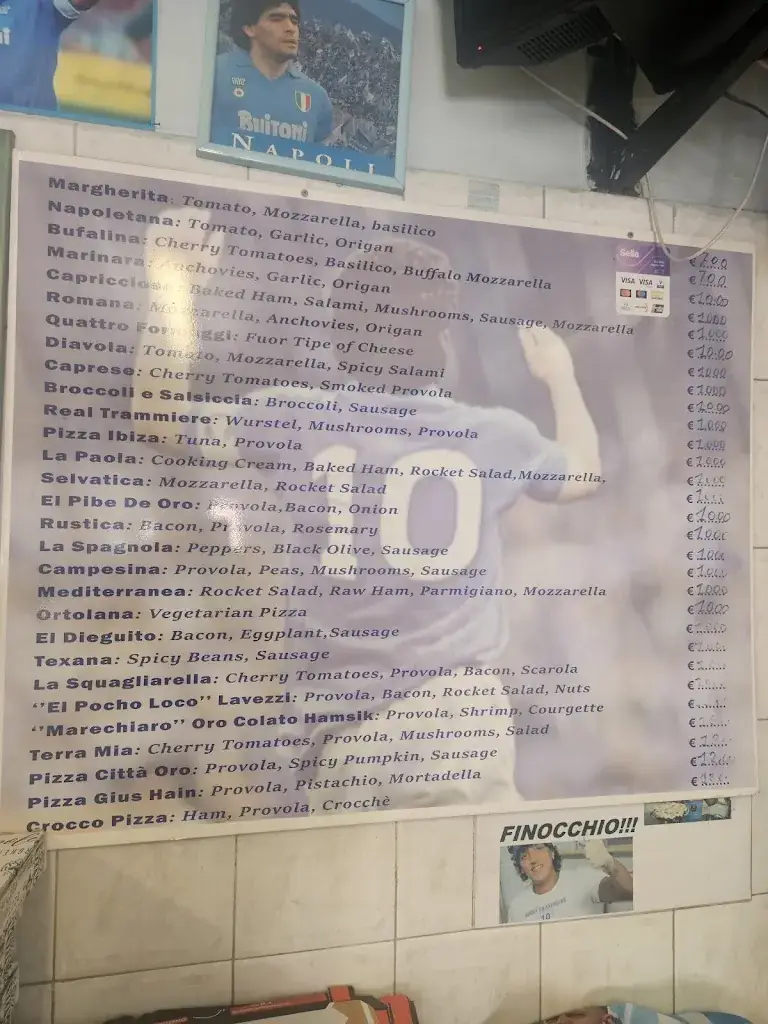 BUITONI
NAPOLI
Margherita: Tomato, Mozzarella, basilico
Napoletana: Tomato, Garlic, Origan
Bufalina: Cherry Tomatoes, Basilico, Buffalo Mozzarella
Marinara: Anchovies, Garlic, Origan
Capricciosa: Baked Ham, Salami, Mushrooms, Sausage, Mozzarella
Romana: Mozzarella, Anchovies, Origan
Quattro Formaggi: Fuor Tipe of Cheese
Diavola: Tomato, Mozzarella, Spicy Salami
Caprese: Cherry Tomatoes, Smoked Provola
Broccoli e Salsiccia: Broccoli, Sausage
Real Trammiere: Wurstel, Mushrooms, Provola
Pizza Ibiza: Tuna, Provola
La Paola: Cooking Cream, Baked Ham, Rocket Salad,Mozzarella,
Selvatica: Mozzarella, Rocket Salad
El Pibe De Oro: Provola,Bacon, Onion
Rustica: Bacon, Provola, Rosemary
La Spagnola: Peppers, Black Olive, Sausage
Campesina: Provola, Peas, Mushrooms, Sausage
Mediterranea: Rocket Salad, Raw Ham, Parmigiano, Mozzarella
Ortolana: Vegetarian Pizza
El Dieguito: Bacon, Eggplant,Sausage
Texana: Spicy Beans, Sausage
La Squagliarella: Cherry Tomatoes, Provola, Bacon, Scarola
‘’El Pocho Loco’’ Lavezzi: Provola, Bacon, Rocket Salad, Nuts
‘’Marechiaro’’ Oro Colato Hamsik: Provola, Shrimp, Courgette
Terra Mia: Cherry Tomatoes, Provola, Mushrooms, Salad
Pizza Città Oro: Provola, Spicy Pumpkin, Sausage
Pizza Gius Hain: Provola, Pistachio, Mortadella
Crocco Pizza: Ham, Provola, Crocchè
Sella
VISA VISA
10
FINOCCHIO!!!
10